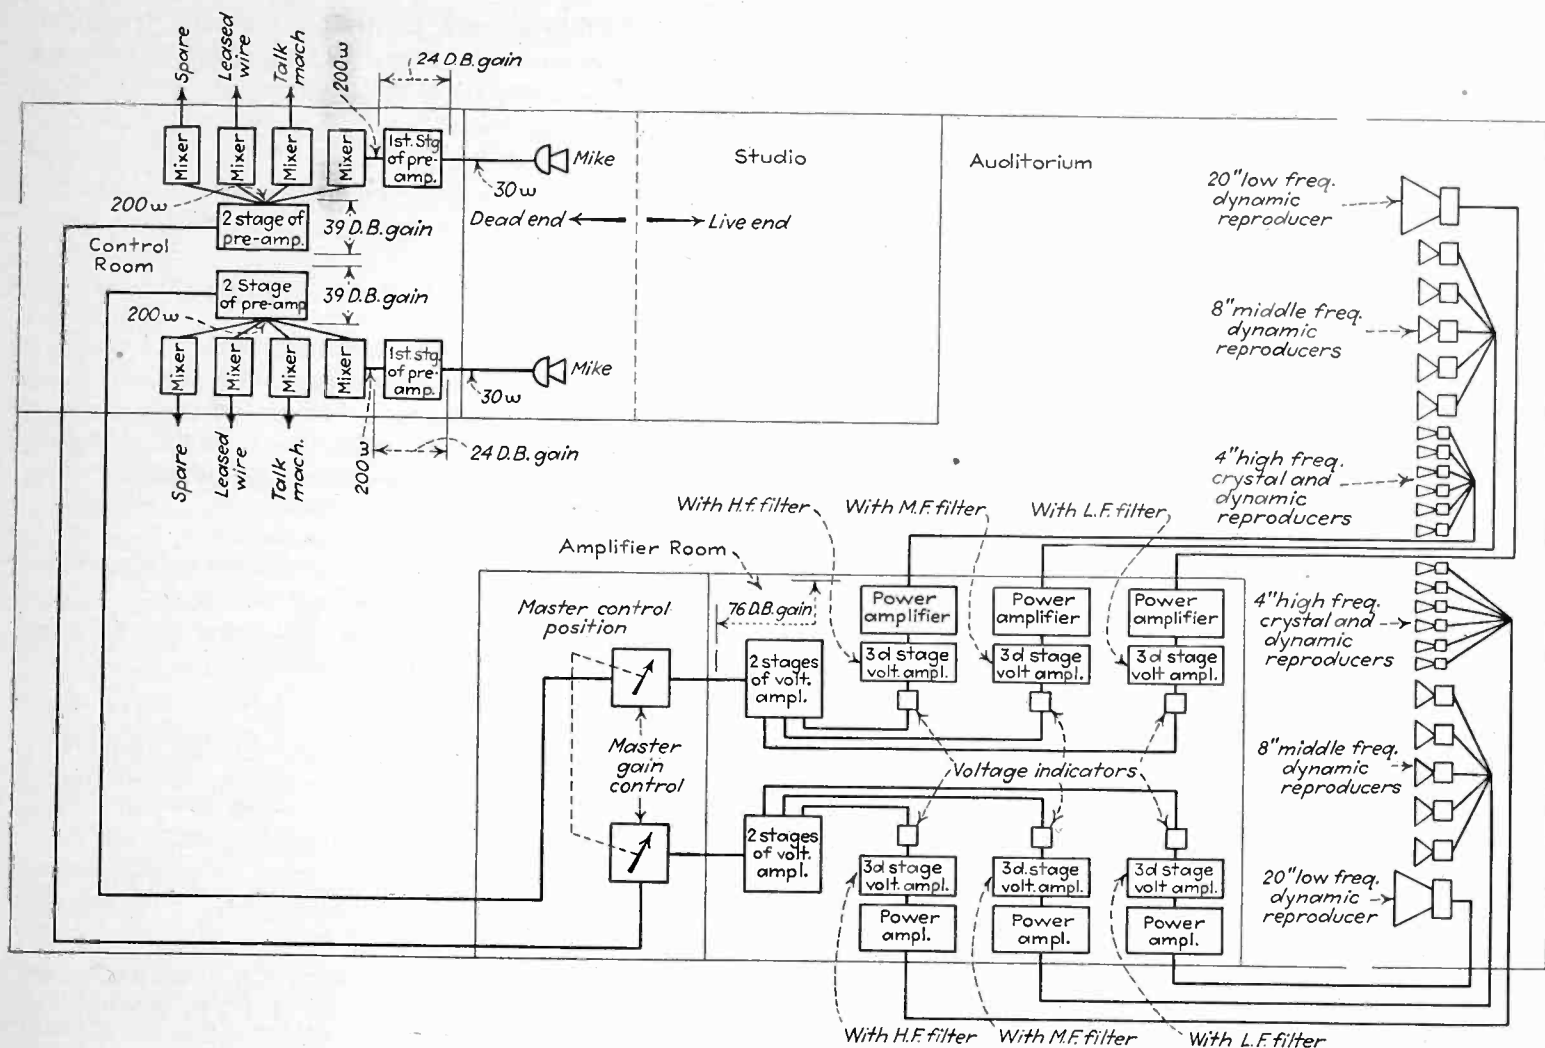 Spare
Leased
wire
Talk
mach.
200 ω
24 D.B. gain
Mixer
Mixer
Mixer
Mixer
1st. Stg.
of pre-
amp.
Mike
30 ω
200 ω
2 stage of
pre-amp.
39 D.B. gain
Dead end
Live end
Studio
Auditorium
Control
Room
2 Stage
of pre-amp
39 D.B. gain
200 ω
Mixer
Mixer
Mixer
Mixer
1st. stg.
of pre-
amp.
Mike
30 ω
Spare
Leased
wire
Talk
mach.
200 ω
24 D.B. gain
20" low freq.
dynamic
reproducer
8" middle freq.
dynamic
reproducers
4" high freq.
crystal and
dynamic
reproducers
With H.f. filter
With M.F. filter
With L.F. filter
Amplifier Room
Master control
position
76 D.B. gain
Power
amplifier
Power
amplifier
Power
amplifier
2 stages
of volt.
ampl.
3d stage
volt. ampl.
3d stage
volt ampl.
3d stage
volt ampl.
4" high freq.
crystal and
dynamic
reproducers
Master
gain
control
Voltage indicators
8" middle freq.
dynamic
reproducers
2 stages
of volt.
ampl.
3d stage
volt. ampl.
3d. stage
volt. ampl.
3d stage
volt. ampl.
Power
ampl.
Power
ampl.
Power
ampl.
20" low freq.
dynamic
reproducer
With H.F. filter
With M.F. filter
With L.F. filter